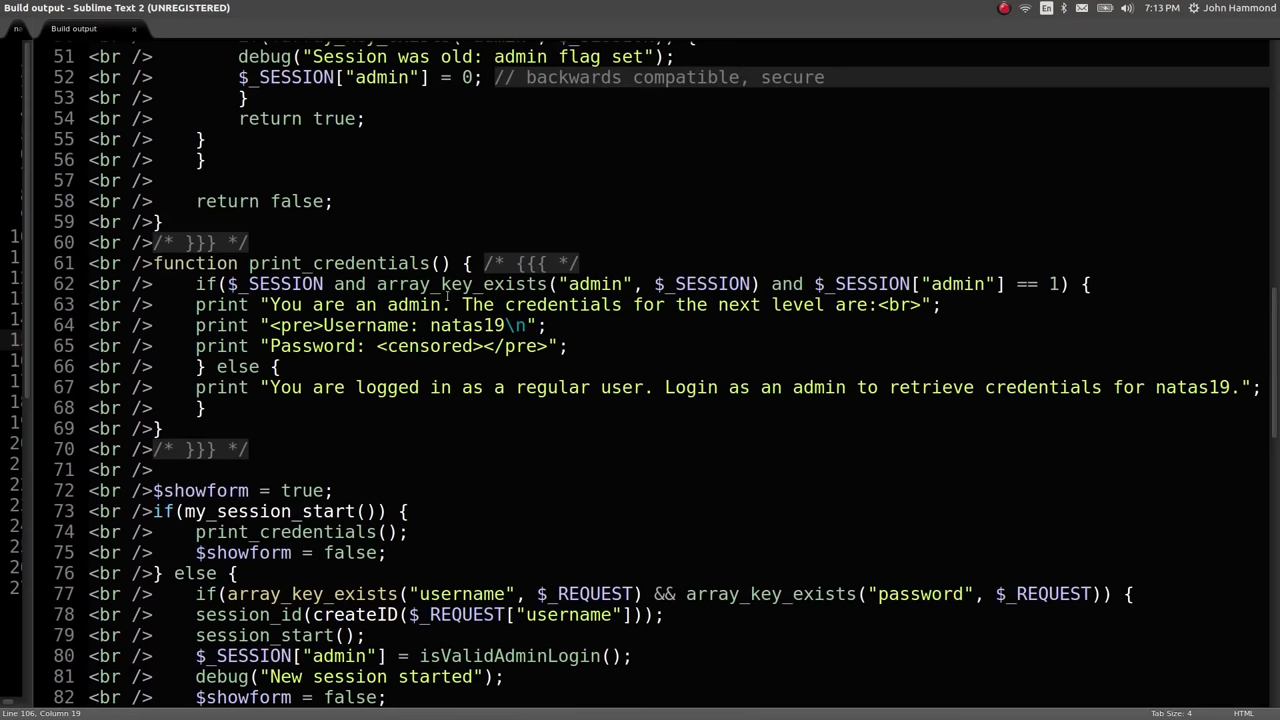 Build output - Sublime Text 2 (UNREGISTERED)
En 7:13 PM John Hammond
na Build output ×
51 <br /> debug("Session was old: admin flag set");
52 <br /> $_SESSION["admin"] = 0; // backwards compatible, secure
53 <br /> }
54 <br /> return true;
55 <br /> }
56 <br /> }
57 <br />
58 <br /> return false;
59 <br />}
60 <br />/* }}} */
61 <br />function print_credentials() { /* {{{ */
62 <br /> if($_SESSION and array_key_exists("admin", $_SESSION) and $_SESSION["admin"] == 1) {
63 <br /> print "You are an admin. The credentials for the next level are:<br>";
64 <br /> print "<pre>Username: natas19\n";
65 <br /> print "Password: <censored></pre>";
66 <br /> } else {
67 <br /> print "You are logged in as a regular user. Login as an admin to retrieve credentials for natas19.";
68 <br /> }
69 <br />}
70 <br />/* }}} */
71 <br />
72 <br />$showform = true;
73 <br />if(my_session_start()) {
74 <br /> print_credentials();
75 <br /> $showform = false;
76 <br />} else {
77 <br /> if(array_key_exists("username", $_REQUEST) && array_key_exists("password", $_REQUEST)) {
78 <br /> session_id(createID($_REQUEST["username"]));
79 <br /> session_start();
80 <br /> $_SESSION["admin"] = isValidAdminLogin();
81 <br /> debug("New session started");
82 <br /> $showform = false;
Line 106, Column 19 Tab Size: 4 HTML